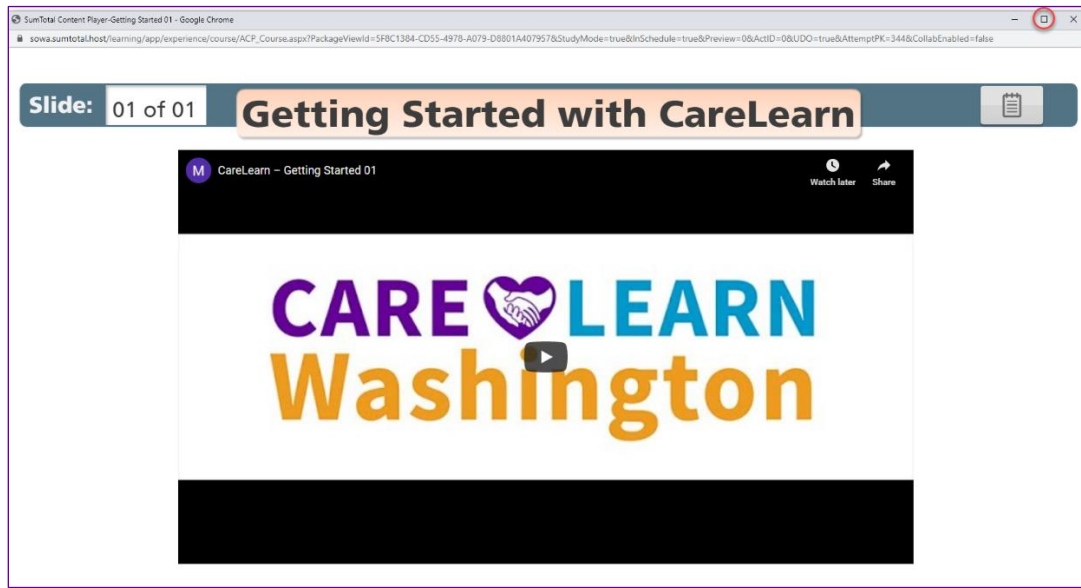 SumTotal Content Player-Getting Started 01 - Google Chrome
sowa.sumtotal.host/learning/app/experience/course/ACP_Course.aspx?PackageViewId=5F8C1384-CD55-4978-A079-D8801A407957&StudyMode=true&InSchedule=true&Preview=0&ActID=0&UDO=true&AttemptPK=344&CollabEnabled=false
Slide: 01 of 01 Getting Started with CareLearn
M CareLearn – Getting Started 01 Watch later Share
CARE LEARN
Washington